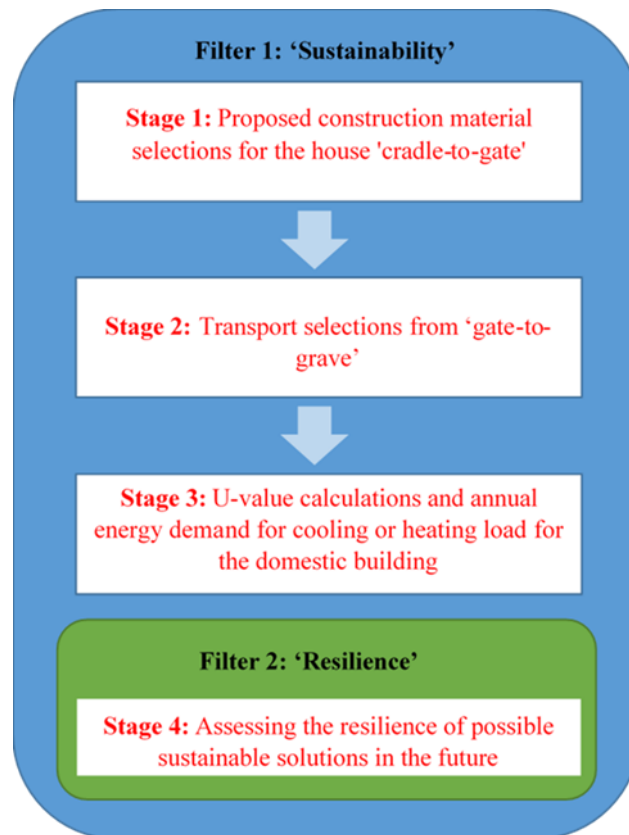 Filter 1: ‘Sustainability’
Stage 1: Proposed construction material
selections for the house 'cradle-to-gate'
Stage 2: Transport selections from ‘gate-to-
grave’
Stage 3: U-value calculations and annual
energy demand for cooling or heating load for
the domestic building
Filter 2: ‘Resilience’
Stage 4: Assessing the resilience of possible
sustainable solutions in the future